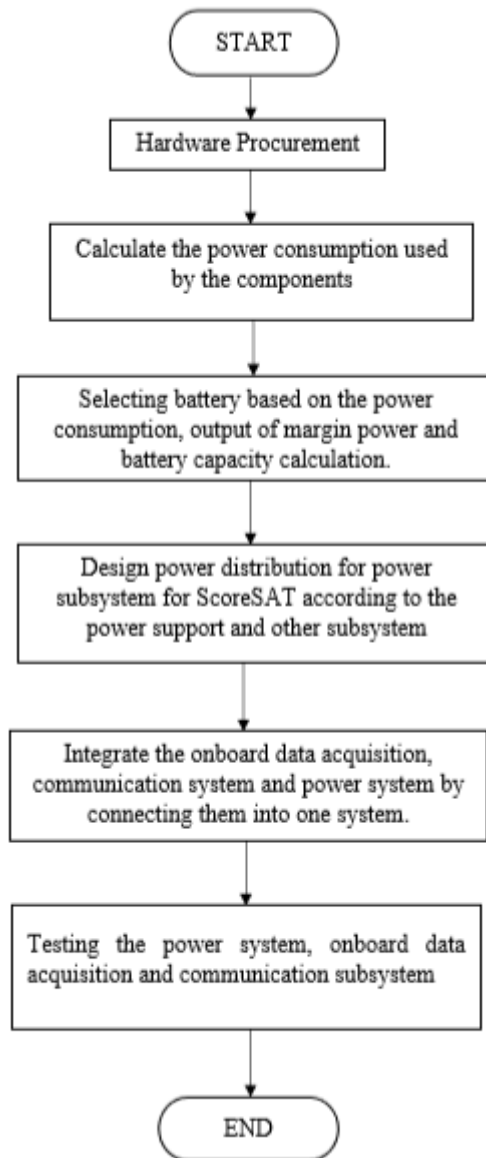 START
Hardware Procurement
Calculate the power consumption used
by the components
Selecting battery based on the power
consumption, output of margin power and
battery capacity calculation.
Design power distribution for power
subsystem for ScoreSAT according to the
power support and other subsystem
Integrate the onboard data acquisition,
communication system and power system by
connecting them into one system.
Testing the power system, onboard data
acquisition and communication subsystem
END